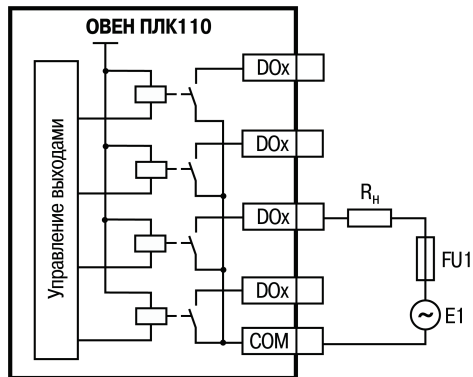 ОВЕН ПЛК110
Управление выходами
DOx
DOx
DOx
DOx
COM
Rн
FU1
E1